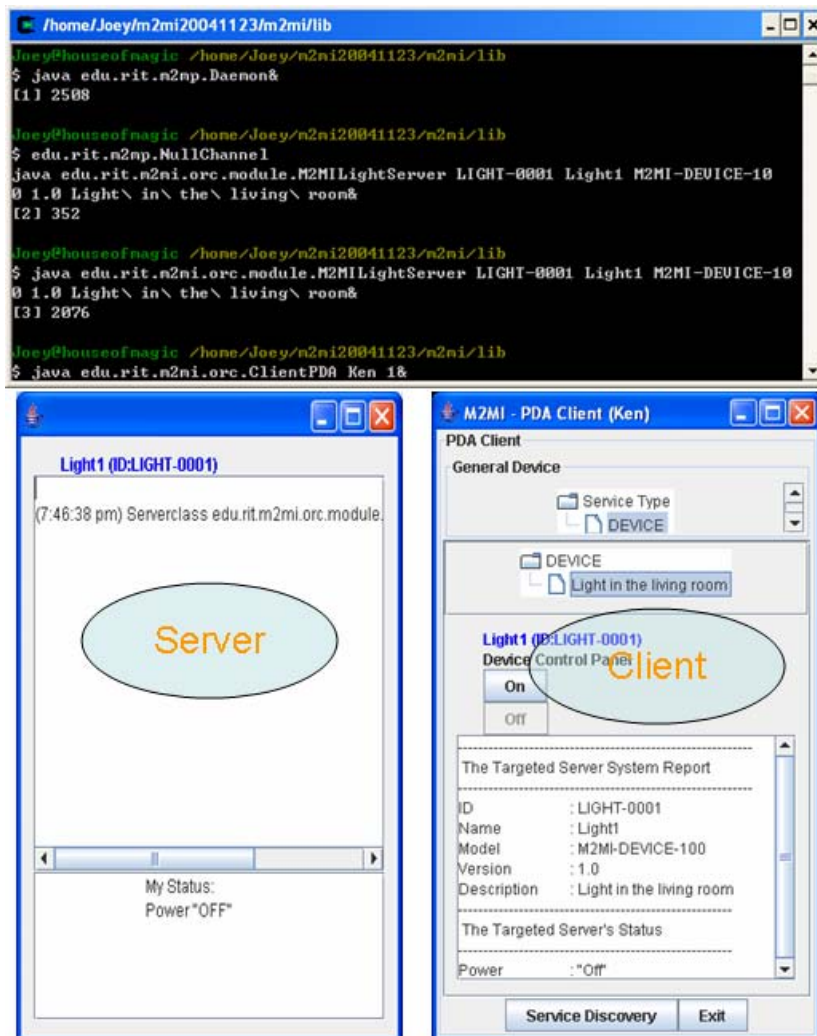 /home/Joey/m2mi20041123/m2mi/lib
Joey@houseofmagic /home/Joey/m2mi20041123/m2mi/lib
$ java edu.rit.m2mp.Daemon&
[1] 2508
Joey@houseofmagic /home/Joey/m2mi20041123/m2mi/lib
$ edu.rit.m2mp.NullChannel
java edu.rit.m2mi.orc.module.M2MILightServer LIGHT-0001 Light1 M2MI-DEVICE-10
0 1.0 Light\ in\ the\ living\ room&
[2] 352
Joey@houseofmagic /home/Joey/m2mi20041123/m2mi/lib
$ java edu.rit.m2mi.orc.module.M2MILightServer LIGHT-0001 Light1 M2MI-DEVICE-10
0 1.0 Light\ in\ the\ living\ room&
[3] 2076
Joey@houseofmagic /home/Joey/m2mi20041123/m2mi/lib
$ java edu.rit.m2mi.orc.ClientPDA Ken 1&
Light1 (ID:LIGHT-0001)
(7:46:38 pm) Serverclass edu.rit.m2mi.orc.module.
Server
My Status:
Power "OFF"
M2MI - PDA Client (Ken)
PDA Client
General Device
Service Type
DEVICE
DEVICE
Light in the living room
Light1 (ID:LIGHT-0001)
Device Control Panel
Client
On
Off
---------------------------------------------------------------
The Targeted Server System Report
---------------------------------------------------------------
ID : LIGHT-0001
Name : Light1
Model : M2MI-DEVICE-100
Version : 1.0
Description : Light in the living room
---------------------------------------------------------------
The Targeted Server's Status
---------------------------------------------------------------
Power : "Off"
Service Discovery
Exit